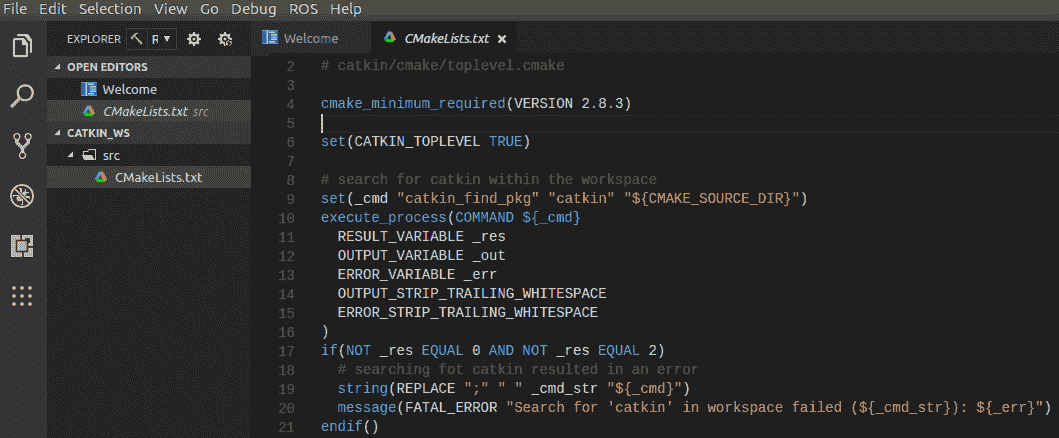 File Edit Selection View Go Debug ROS Help
EXPLORER R
OPEN EDITORS
Welcome
CMakeLists.txt src
CATKIN_WS
src
CMakeLists.txt
Welcome CMakeLists.txt
2 # catkin/cmake/toplevel.cmake
3
4 cmake_minimum_required(VERSION 2.8.3)
5
6 set(CATKIN_TOPLEVEL TRUE)
7
8 # search for catkin within the workspace
9 set(_cmd "catkin_find_pkg" "catkin" "${CMAKE_SOURCE_DIR}")
10 execute_process(COMMAND ${_cmd}
11 RESULT_VARIABLE _res
12 OUTPUT_VARIABLE _out
13 ERROR_VARIABLE _err
14 OUTPUT_STRIP_TRAILING_WHITESPACE
15 ERROR_STRIP_TRAILING_WHITESPACE
16 )
17 if(NOT _res EQUAL 0 AND NOT _res EQUAL 2)
18 # searching fot catkin resulted in an error
19 string(REPLACE ";" " " _cmd_str "${_cmd}")
20 message(FATAL_ERROR "Search for 'catkin' in workspace failed (${_cmd_str}): ${_err}")
21 endif()